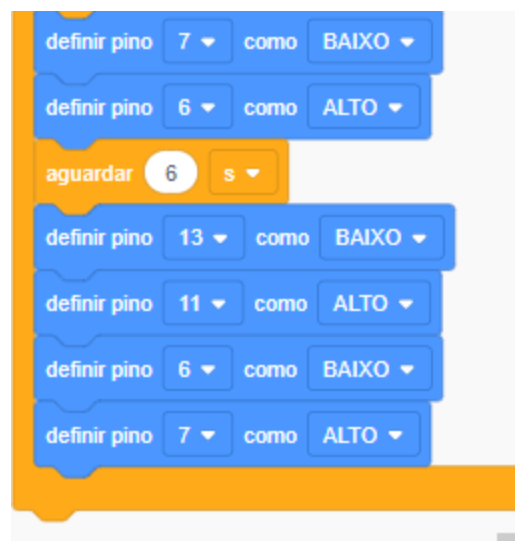 definir pino 7 como BAIXO
definir pino 6 como ALTO
aguardar 6 s
definir pino 13 como BAIXO
definir pino 11 como ALTO
definir pino 6 como BAIXO
definir pino 7 como ALTO